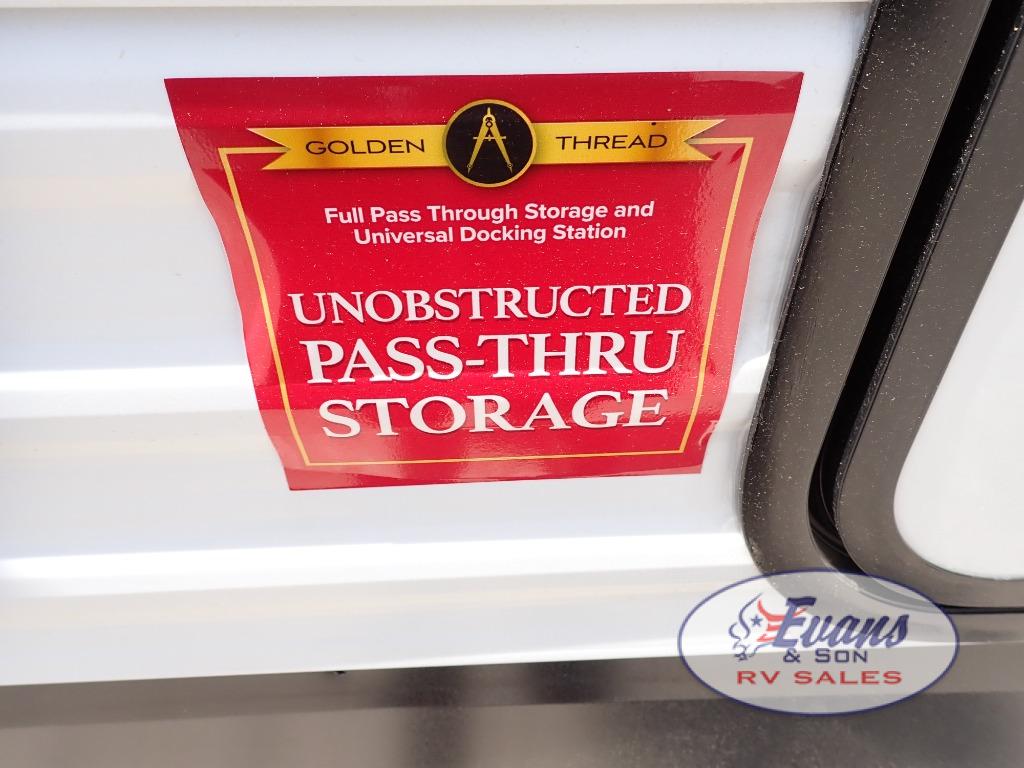 GOLDEN THREAD
Full Pass Through Storage and
Universal Docking Station
UNOBSTRUCTED
PASS-THRU
STORAGE
Evans
& SON
RV SALES